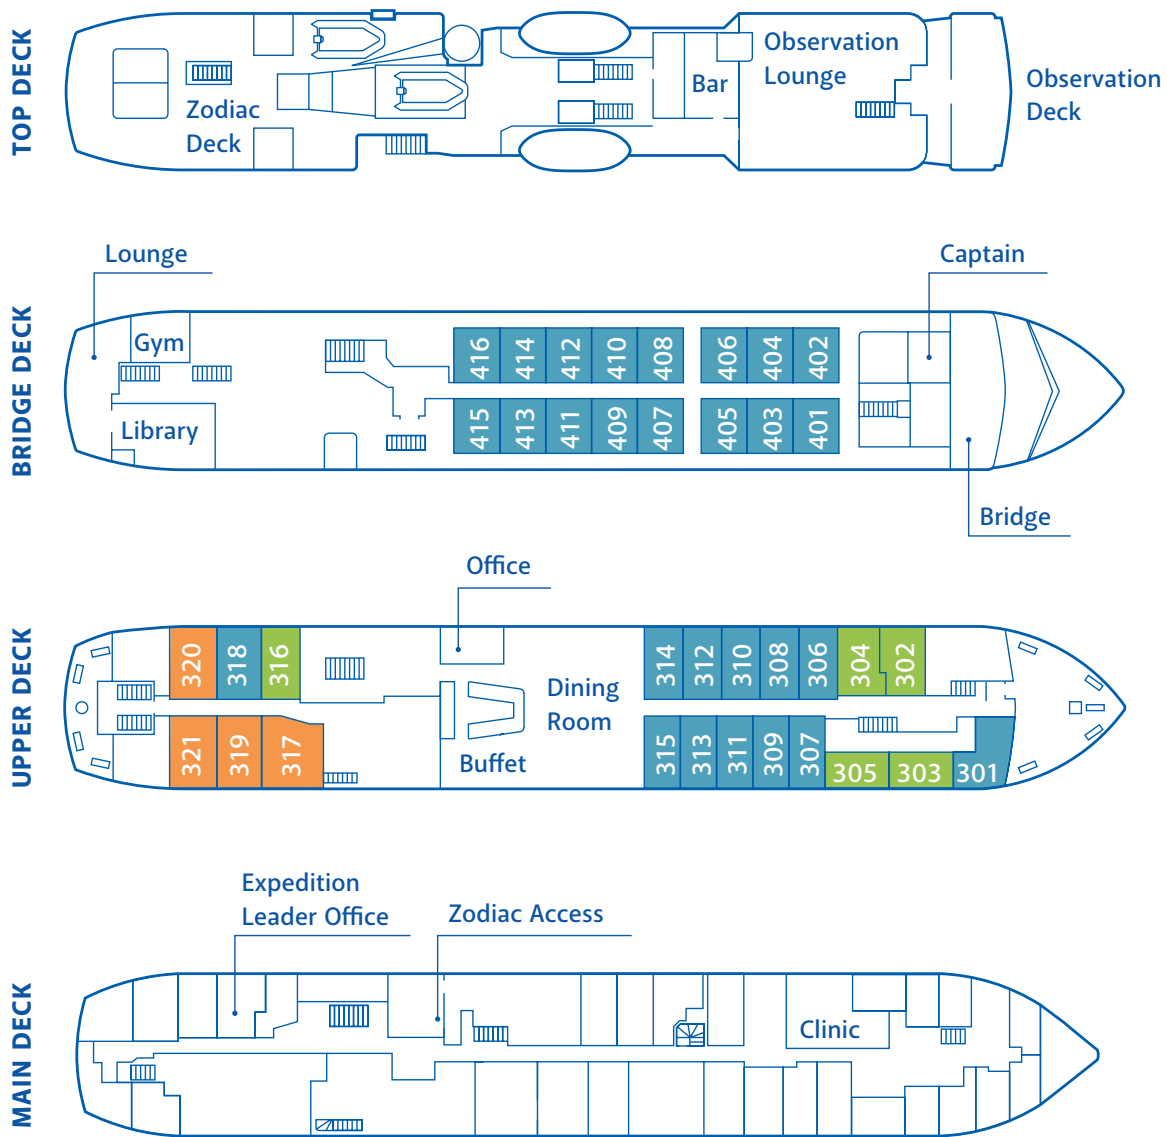 TOP DECK
Zodiac
Deck
Bar
Observation
Lounge
Observation
Deck
BRIDGE DECK
Lounge
Captain
Gym
Library
416
414
412
410
408
406
404
402
415
413
411
409
407
405
403
401
Bridge
UPPER DECK
Office
320
318
316
314
312
310
308
306
304
302
Dining
Room
Buffet
321
319
317
315
313
311
309
307
305
303
301
MAIN DECK
Expedition
Leader Office
Zodiac Access
Clinic